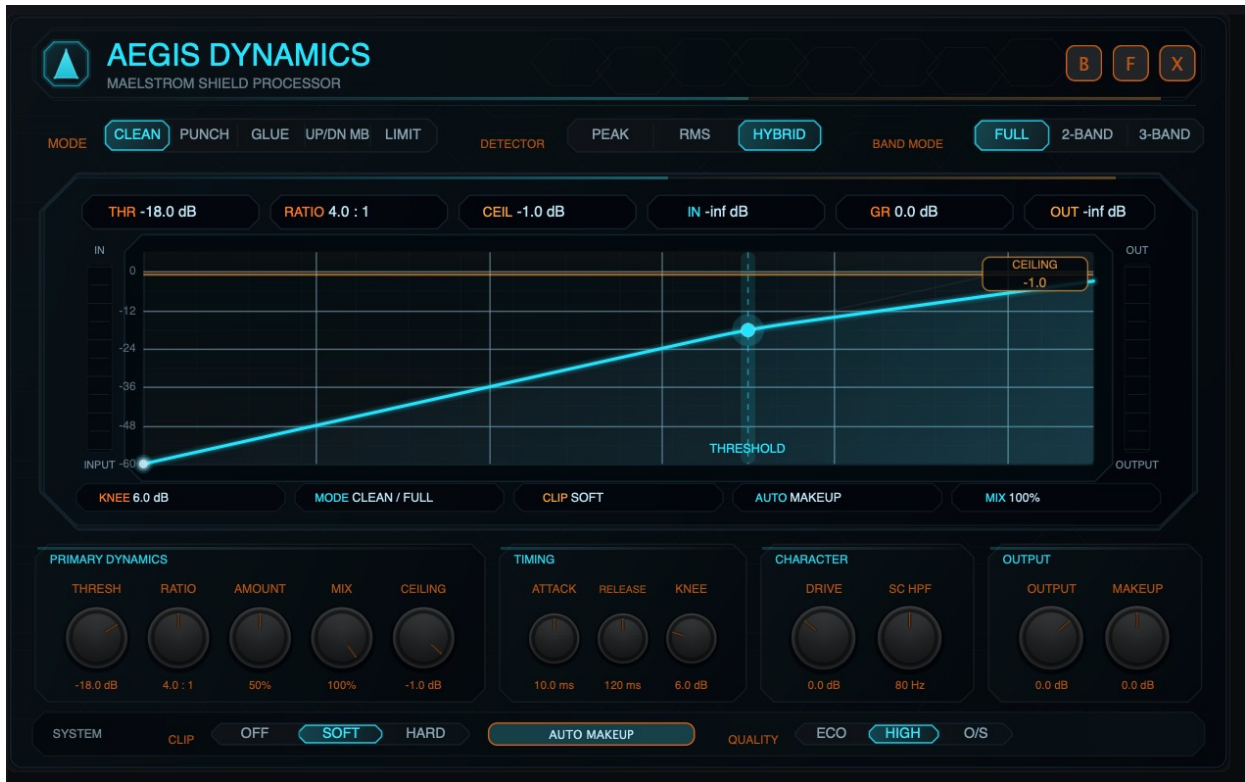 AEGIS DYNAMICS
MAELSTROM SHIELD PROCESSOR
B F X
MODE CLEAN PUNCH GLUE UP/DN MB LIMIT DETECTOR PEAK RMS HYBRID BAND MODE FULL 2-BAND 3-BAND
THR -18.0 dB RATIO 4.0 : 1 CEIL -1.0 dB IN -inf dB GR 0.0 dB OUT -inf dB
IN OUT
CEILING
0
-1.0
-12
-24
-36
-48
THRESHOLD
INPUT -60 OUTPUT
KNEE 6.0 dB MODE CLEAN / FULL CLIP SOFT AUTO MAKEUP MIX 100%
PRIMARY DYNAMICS TIMING CHARACTER OUTPUT
THRESH RATIO AMOUNT MIX CEILING ATTACK RELEASE KNEE DRIVE SC HPF OUTPUT MAKEUP
-18.0 dB 4.0 : 1 50% 100% -1.0 dB 10.0 ms 120 ms 6.0 dB 0.0 dB 80 Hz 0.0 dB 0.0 dB
SYSTEM CLIP OFF SOFT HARD AUTO MAKEUP QUALITY ECO HIGH O/S